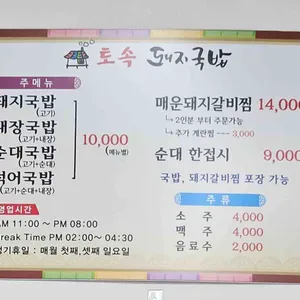 토속 돼지국밥
주메뉴
돼지국밥
(고기)
내장국밥
(고기+내장)
순대국밥
(고기+순대)
섞어국밥
(고기+순대+내장)
10,000
(메뉴별)
매운돼지갈비찜 14,000
↳ 2인분 부터 주문가능
↳ 추가 계란찜 --- 3,000
순대 한접시 9,000
국밥, 돼지갈비찜 포장 가능
주류
소주 4,000
맥주 4,000
음료수 2,000
영업시간
AM 11:00 ~ PM 08:00
Break Time PM 02:00~ 04:30
정기휴일 : 매월 첫째,셋째 일요일